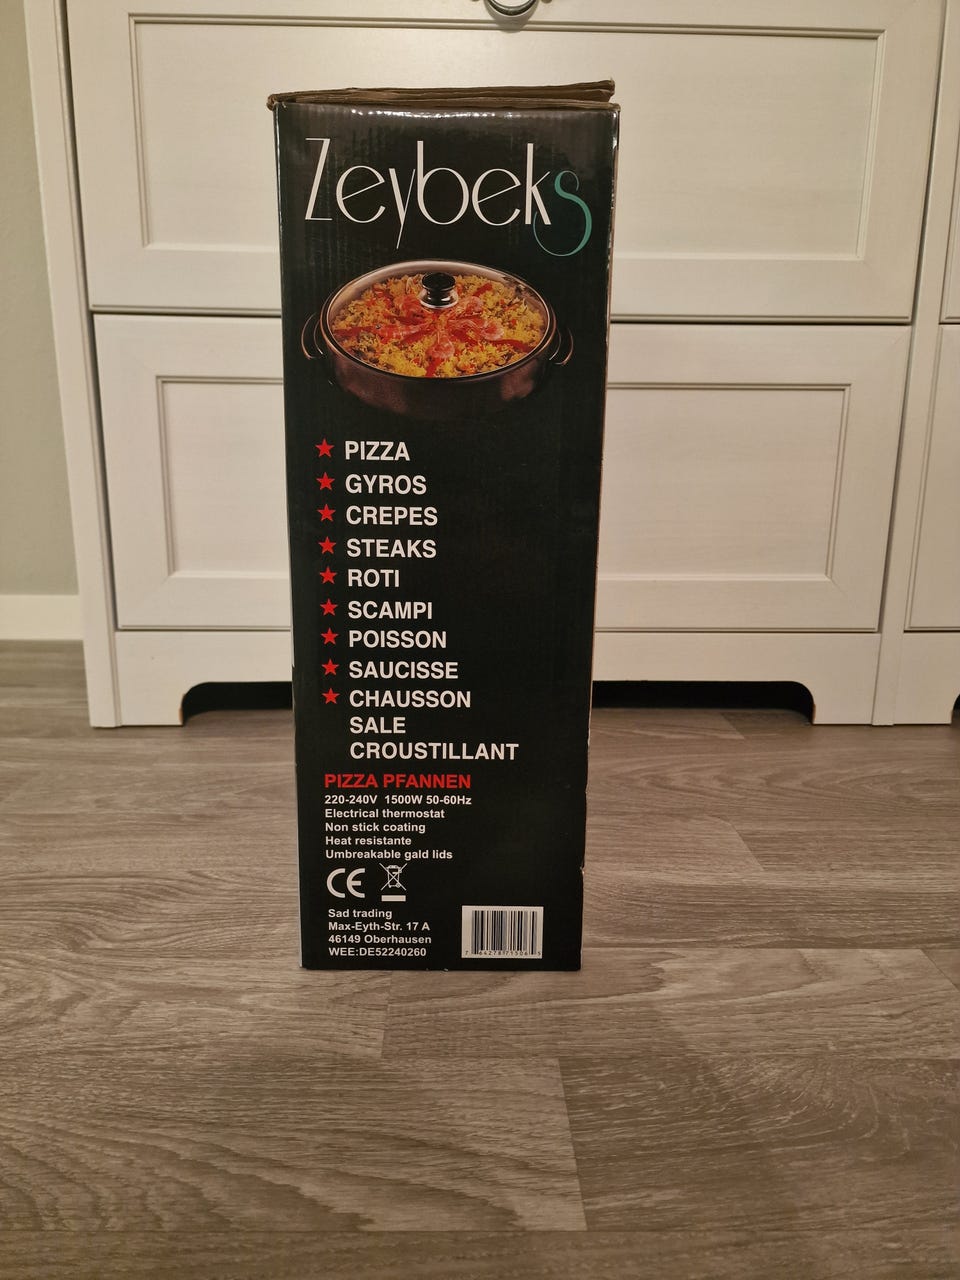 Zeybeks
PIZZA
GYROS
CREPES
STEAKS
ROTI
SCAMPI
POISSON
SAUCISSE
CHAUSSON
SALE
CROUSTILLANT
PIZZA PFANNEN
220-240V 1500W 50-60Hz
Electrical thermostat
Non stick coating
Heat resistante
Umbreakable gald lids
CE
Sad trading
Max-Eyth-Str. 17 A
46149 Oberhausen
WEE:DE52240260